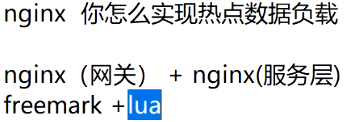 nginx 你怎么实现热点数据负载
nginx（网关） + nginx(服务层)
freemark +lua